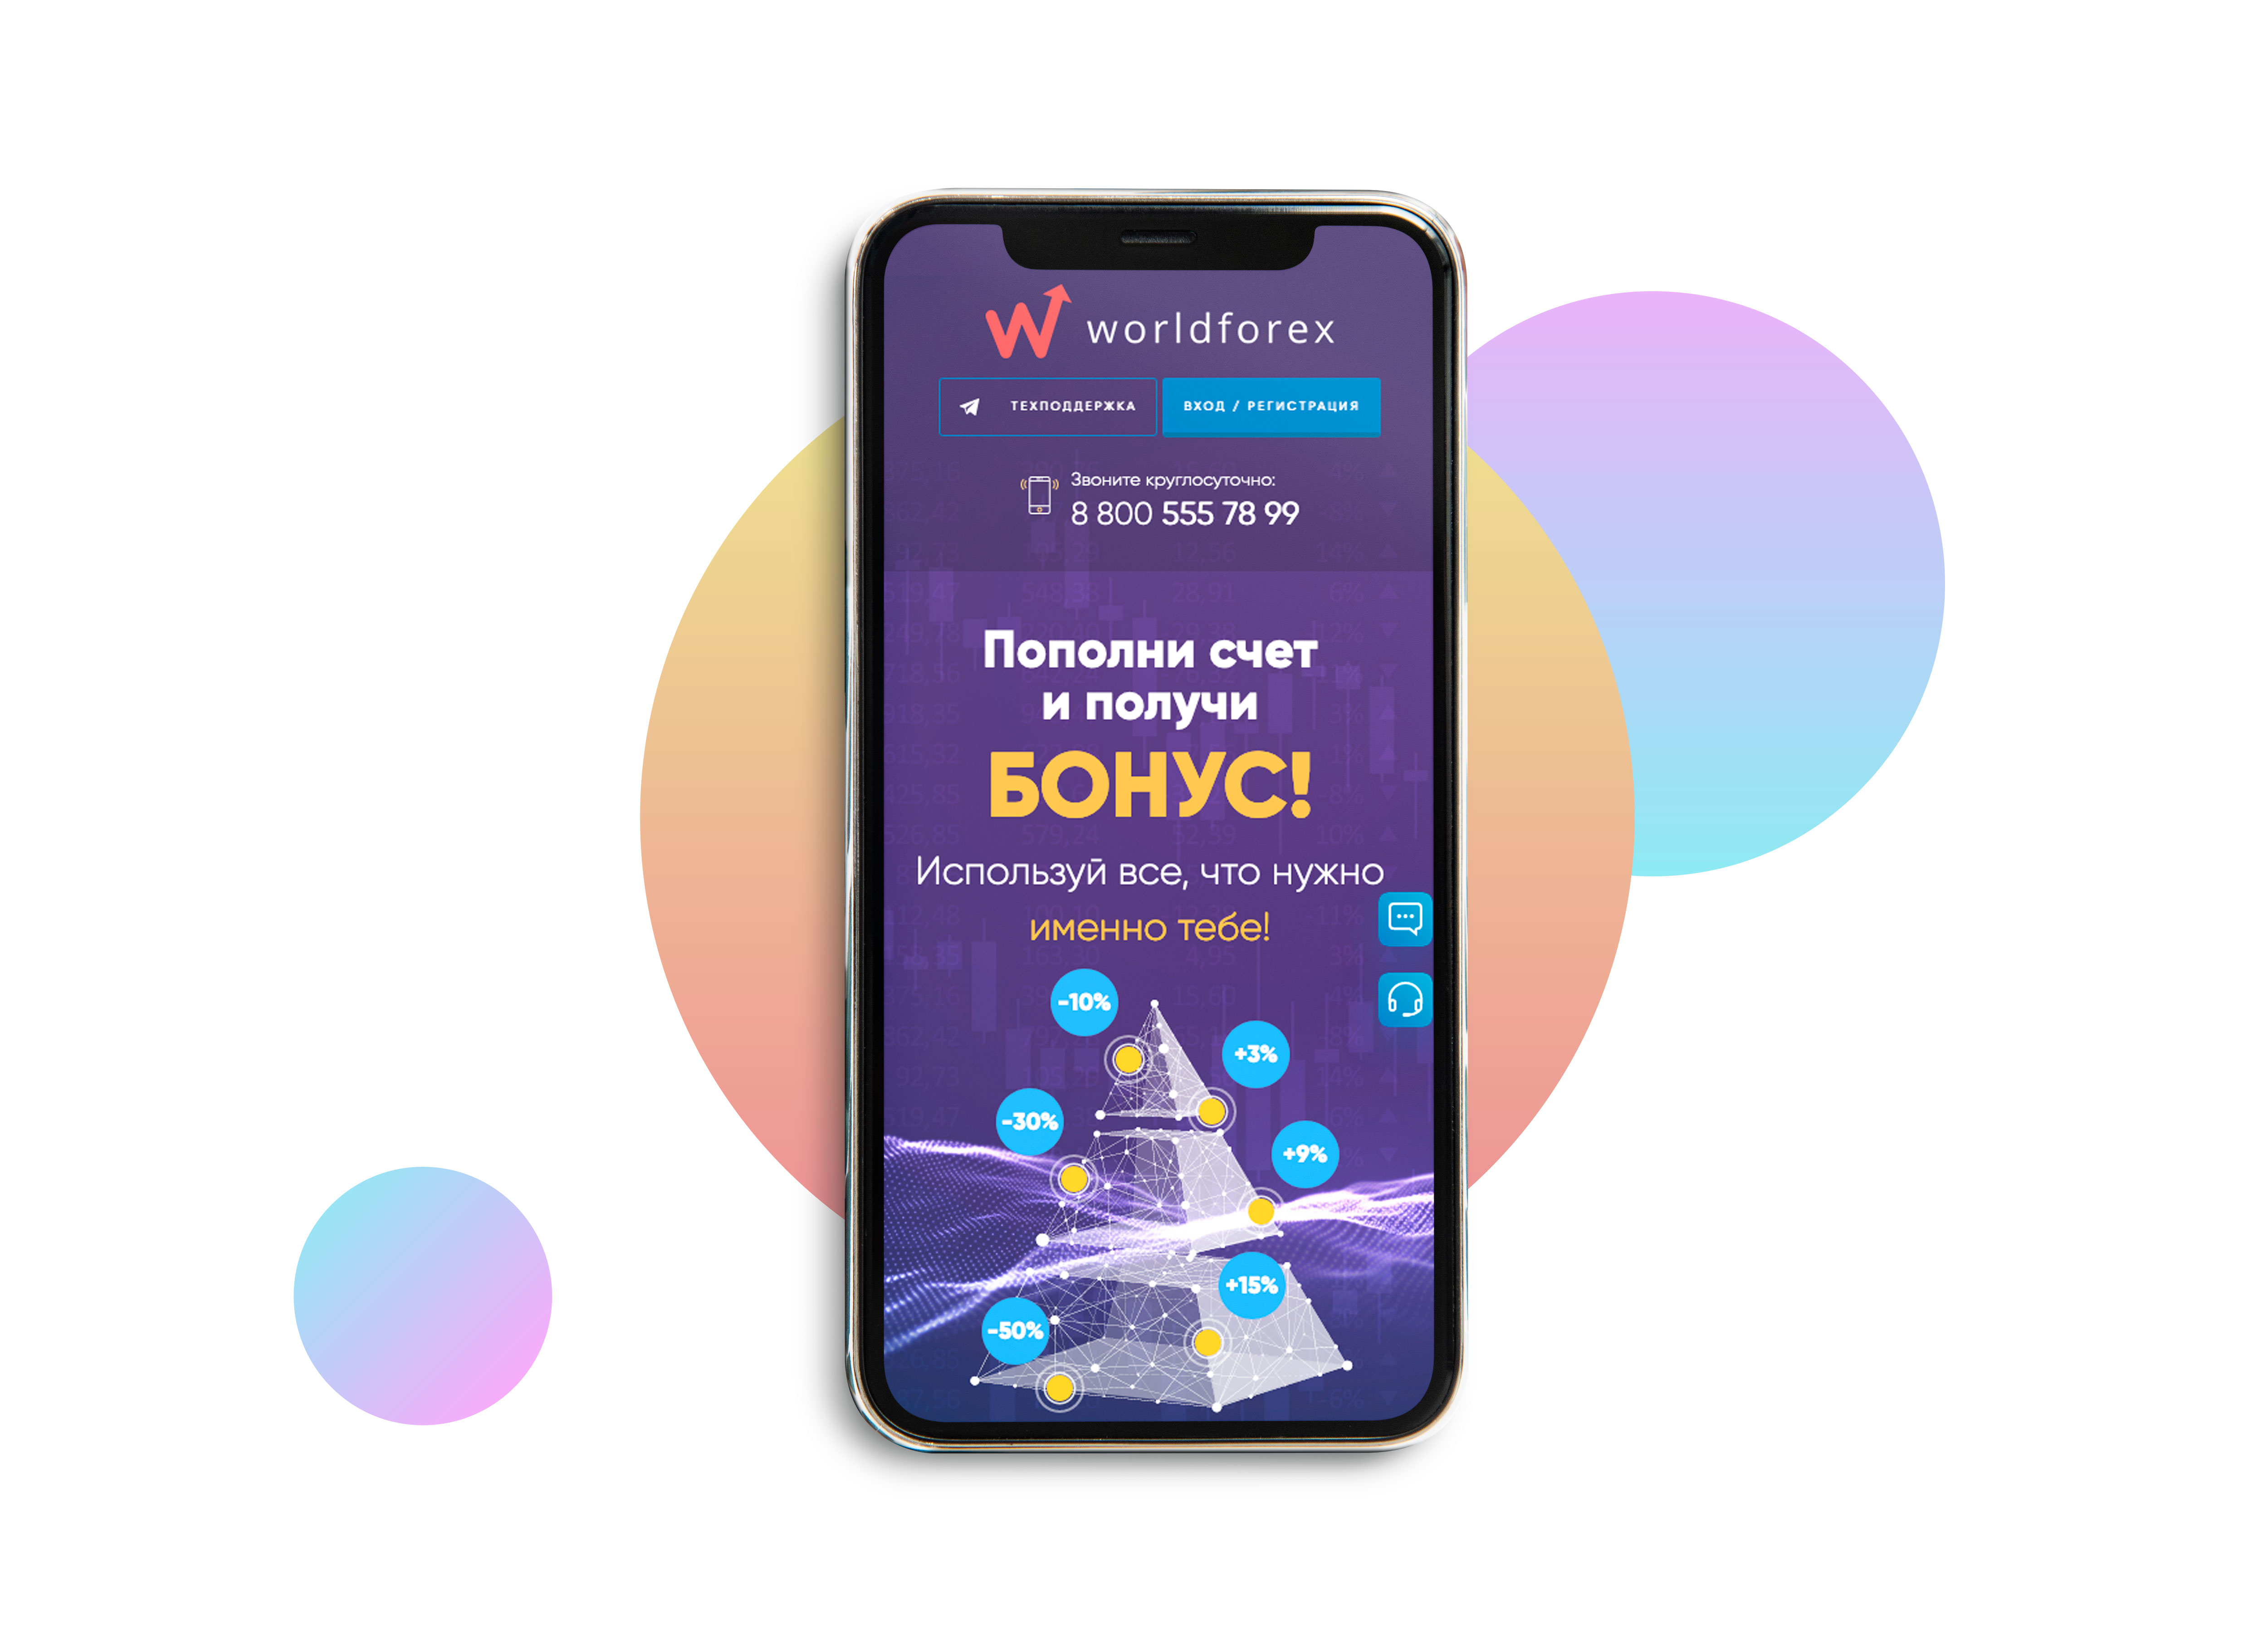 worldforex
ТЕХПОДДЕРЖКА
ВХОД / РЕГИСТРАЦИЯ
Звоните круглосуточно:
8 800 555 78 99
Пополни счет
и получи
БОНУС!
Используй все, что нужно
именно тебе!
-10%
+3%
-30%
+9%
+15%
-50%